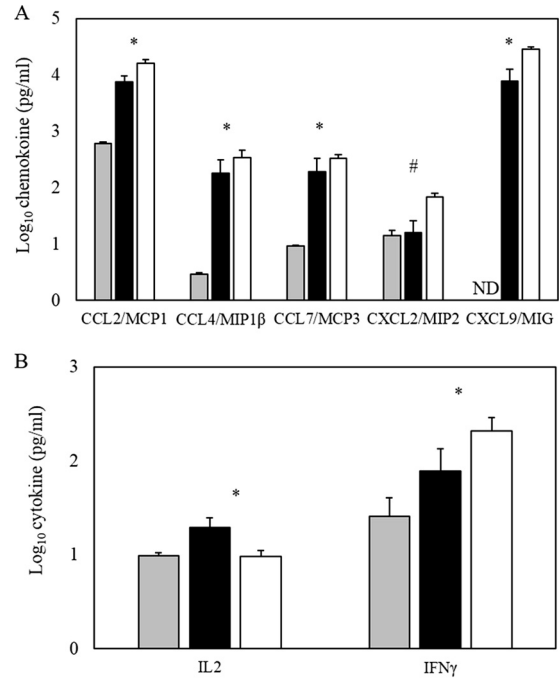 A
Log10 chemokoine (pg/ml)
5
4
3
2
1
0
*
*
*
#
*
ND
CCL2/MCP1 CCL4/MIP1β CCL7/MCP3 CXCL2/MIP2 CXCL9/MIG
B
Log10 cytokine (pg/ml)
3
2
1
0
*
*
IL2 IFNγ